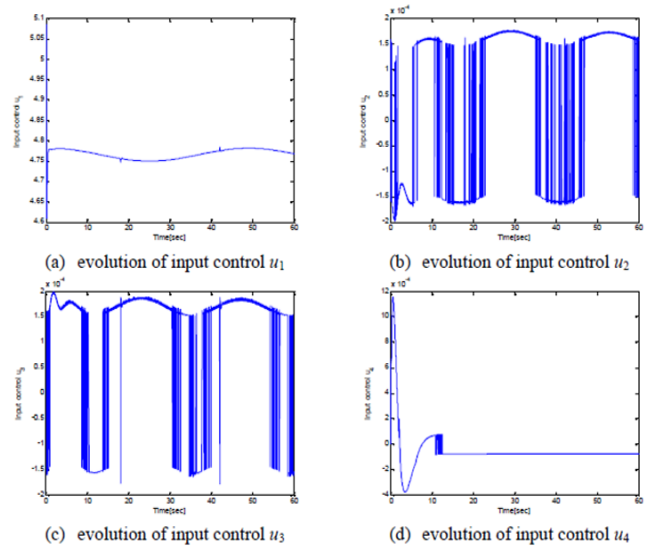 5.1
5.05
5
4.95
4.9
4.85
4.8
4.75
4.7
4.65
4.6
Input control u1
0 10 20 30 40 50 60
Time[sec]
(a) evolution of input control u1
x 10-4
2
1.5
1
0.5
0
-0.5
-1
-1.5
-2
Input control u2
0 10 20 30 40 50 60
Time[sec]
(b) evolution of input control u2
x 10-4
2
1.5
1
0.5
0
-0.5
-1
-1.5
-2
Input control u3
0 10 20 30 40 50 60
Time[sec]
(c) evolution of input control u3
x 10-4
12
10
8
6
4
2
0
-2
-4
Input control u4
0 10 20 30 40 50 60
Time[sec]
(d) evolution of input control u4